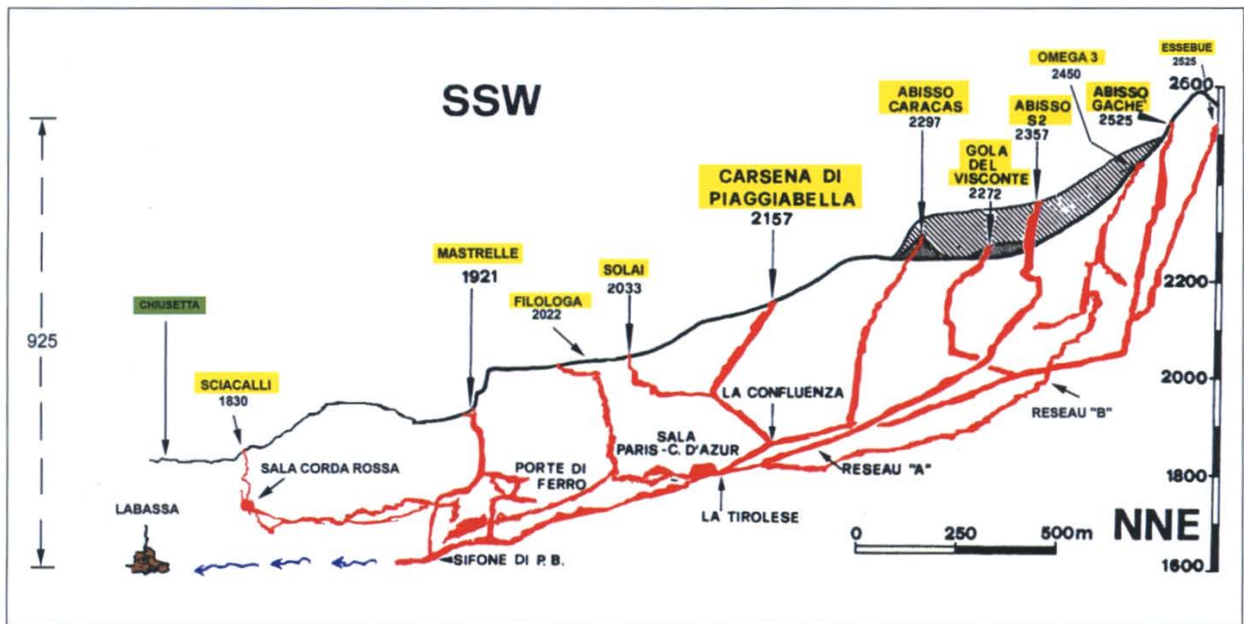 SSW
ESSEBUE
2525
OMEGA 3
2450
2600
ABISSO
CARACAS
2297
ABISSO
S2
2357
ABISSO
GACHE'
2525
GOLA
DEL
VISCONTE
2272
CARSENA DI
PIAGGIABELLA
2157
MASTRELLE
1921
SOLAI
2033
FILOLOGA
2022
CHIUSETTA
2200
925
SCIACALLI
1830
LA CONFLUENZA
2000
RESEAU "B"
SALA CORDA ROSSA
SALA
PARIS-C. D'AZUR
PORTE DI
FERRO
RESEAU "A"
1800
LABASSA
LA TIROLESE
0 250 500m
NNE
SIFONE DI P.B.
1600